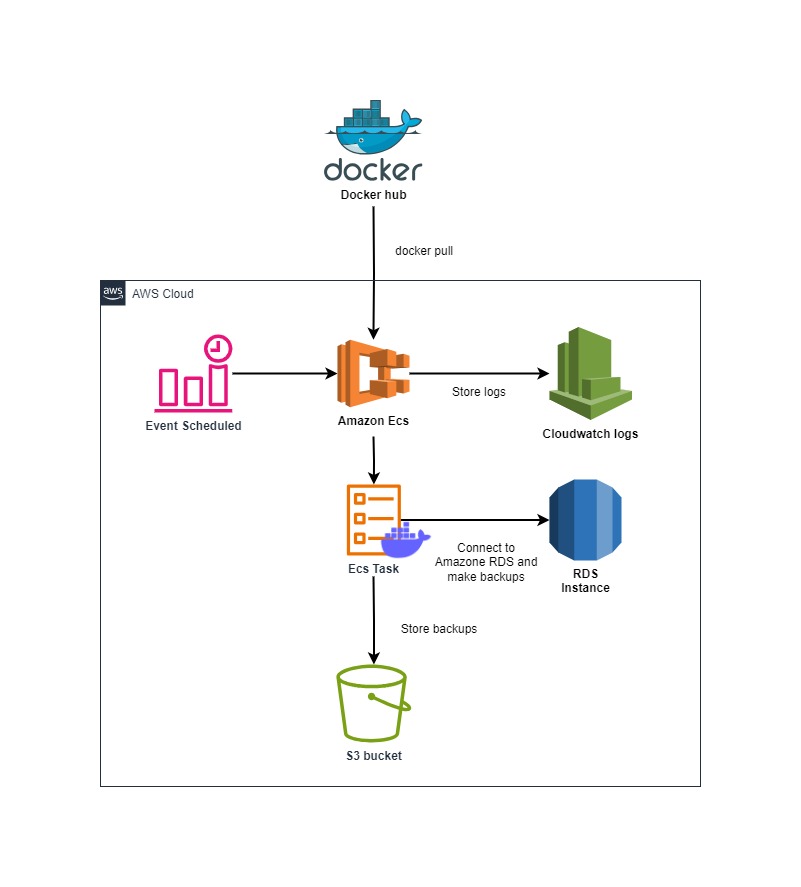 docker
Docker hub
docker pull
aws
AWS Cloud
Event Scheduled
Amazon Ecs
Store logs
Cloudwatch logs
Ecs Task
Connect to
Amazone RDS and
make backups
RDS
Instance
Store backups
S3 bucket